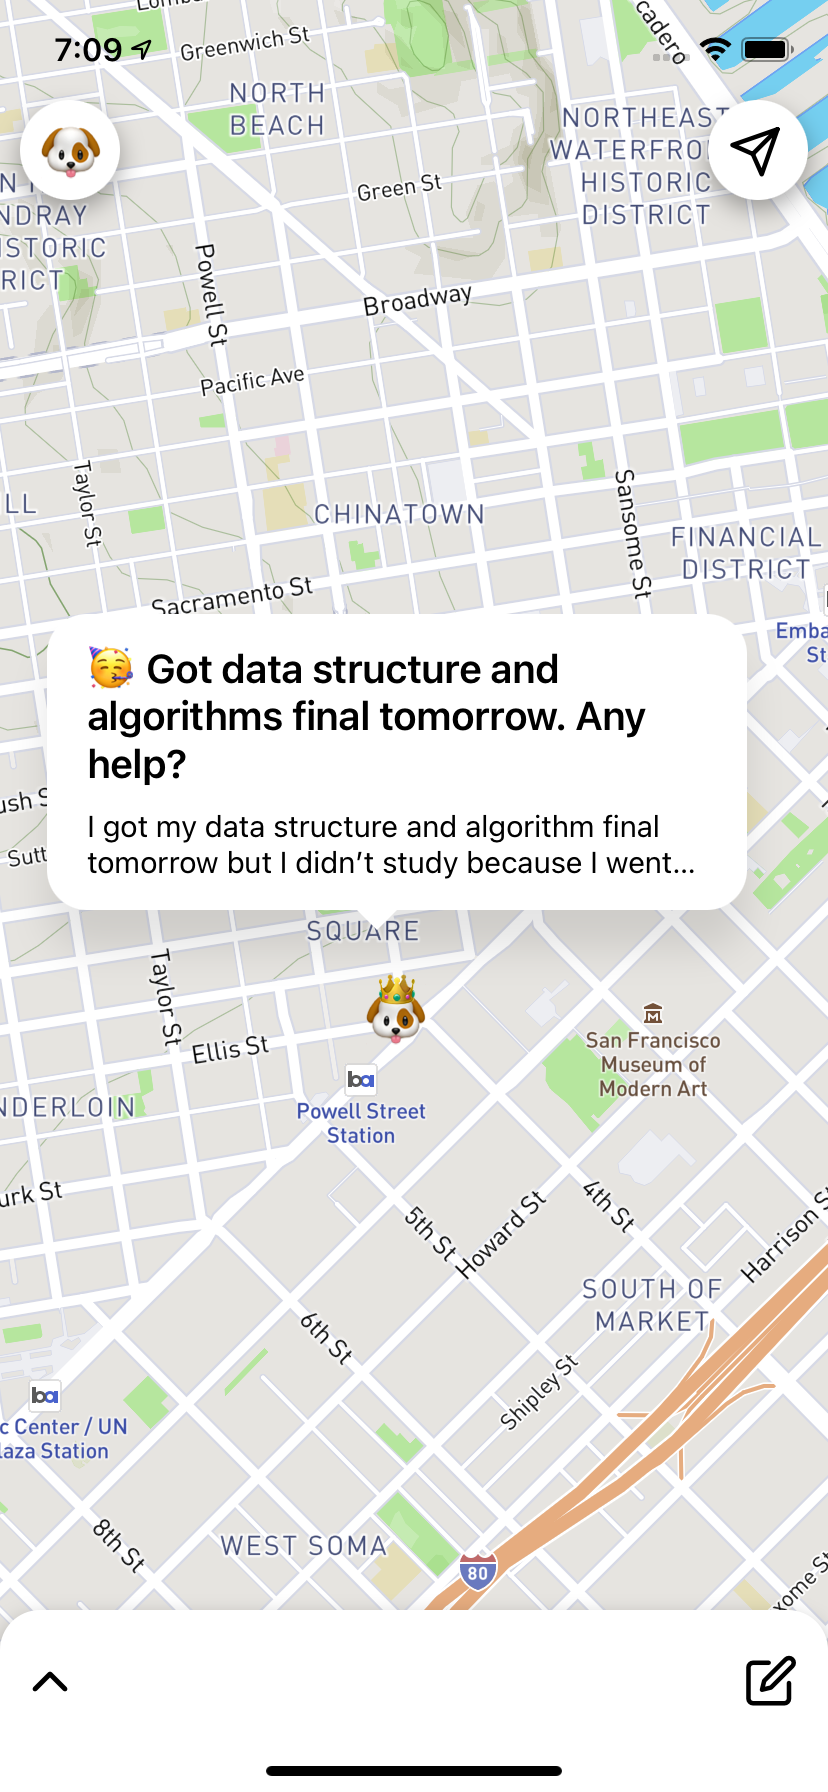 7:09
Greenwich St
cadero
NORTH
BEACH
NORTHEAST
WATERFRO
HISTORIC
DISTRICT
Green St
NDRAY
ISTORIC
RICT
Powell St
Broadway
Pacific Ave
Taylor St
LL
CHINATOWN
Sansome St
FINANCIAL
DISTRICT
Sacramento St
Emba
St
🥳 Got data structure and
algorithms final tomorrow. Any
help?
I got my data structure and algorithm final
tomorrow but I didn’t study because I went...
ush S
Sutt
SQUARE
Taylor St
Ellis St
San Francisco
Museum of
Modern Art
ba
Powell Street
Station
NDERLOIN
urk St
5th St
Howard St
4th St
Harrison S
SOUTH OF
MARKET
6th St
Shipley St
ba
c Center / UN
laza Station
8th St
WEST SOMA
80
xome St